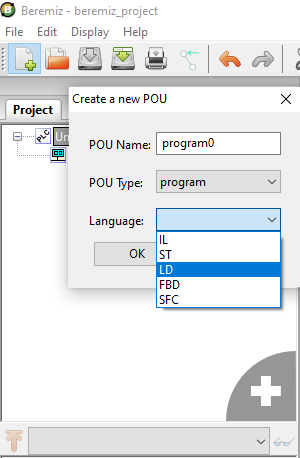 Beremiz - beremiz_project
File Edit Display Help
Project
Create a new POU
POU Name: program0
POU Type: program
Language:
IL
OK ST
LD
FBD
SFC